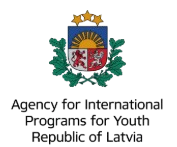 Agency for International
Programs for Youth
Republic of Latvia